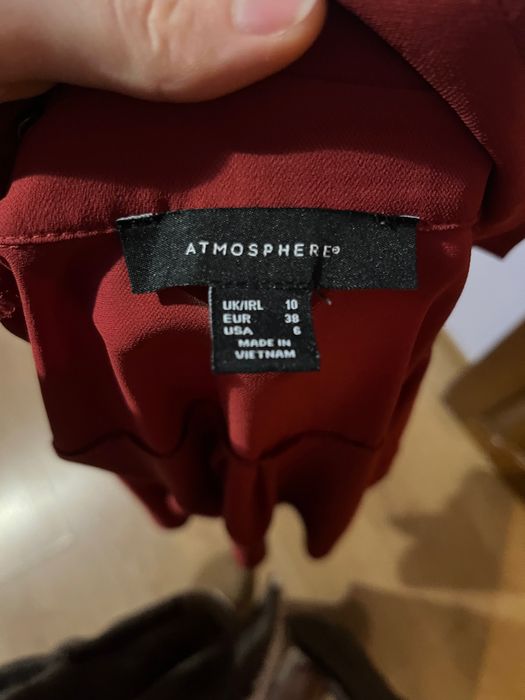 ATMOSPHERE®
UK/IRL 10
EUR 38
USA 6
MADE IN
VIETNAM